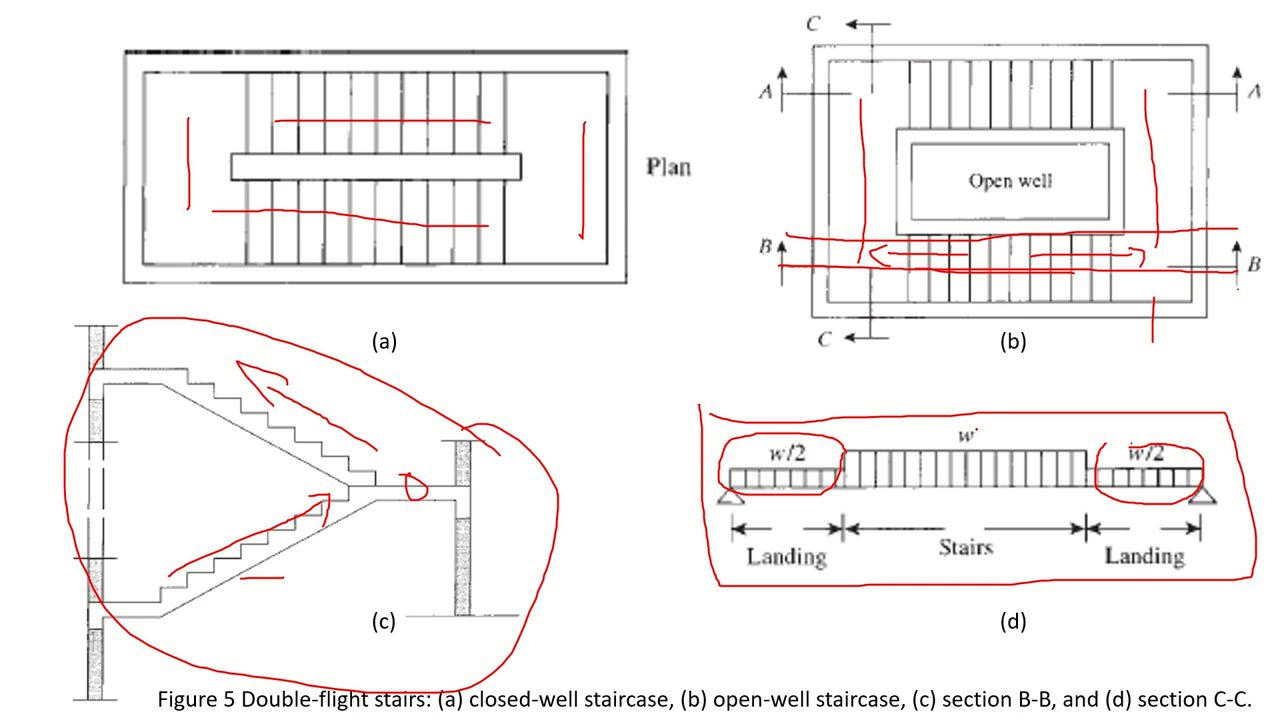 C
A A
Plan
Open well
B B
(a)
C
(b)
w/2 w w/2
Landing Stairs Landing
(c)
(d)
Figure 5 Double-flight stairs: (a) closed-well staircase, (b) open-well staircase, (c) section B-B, and (d) section C-C.